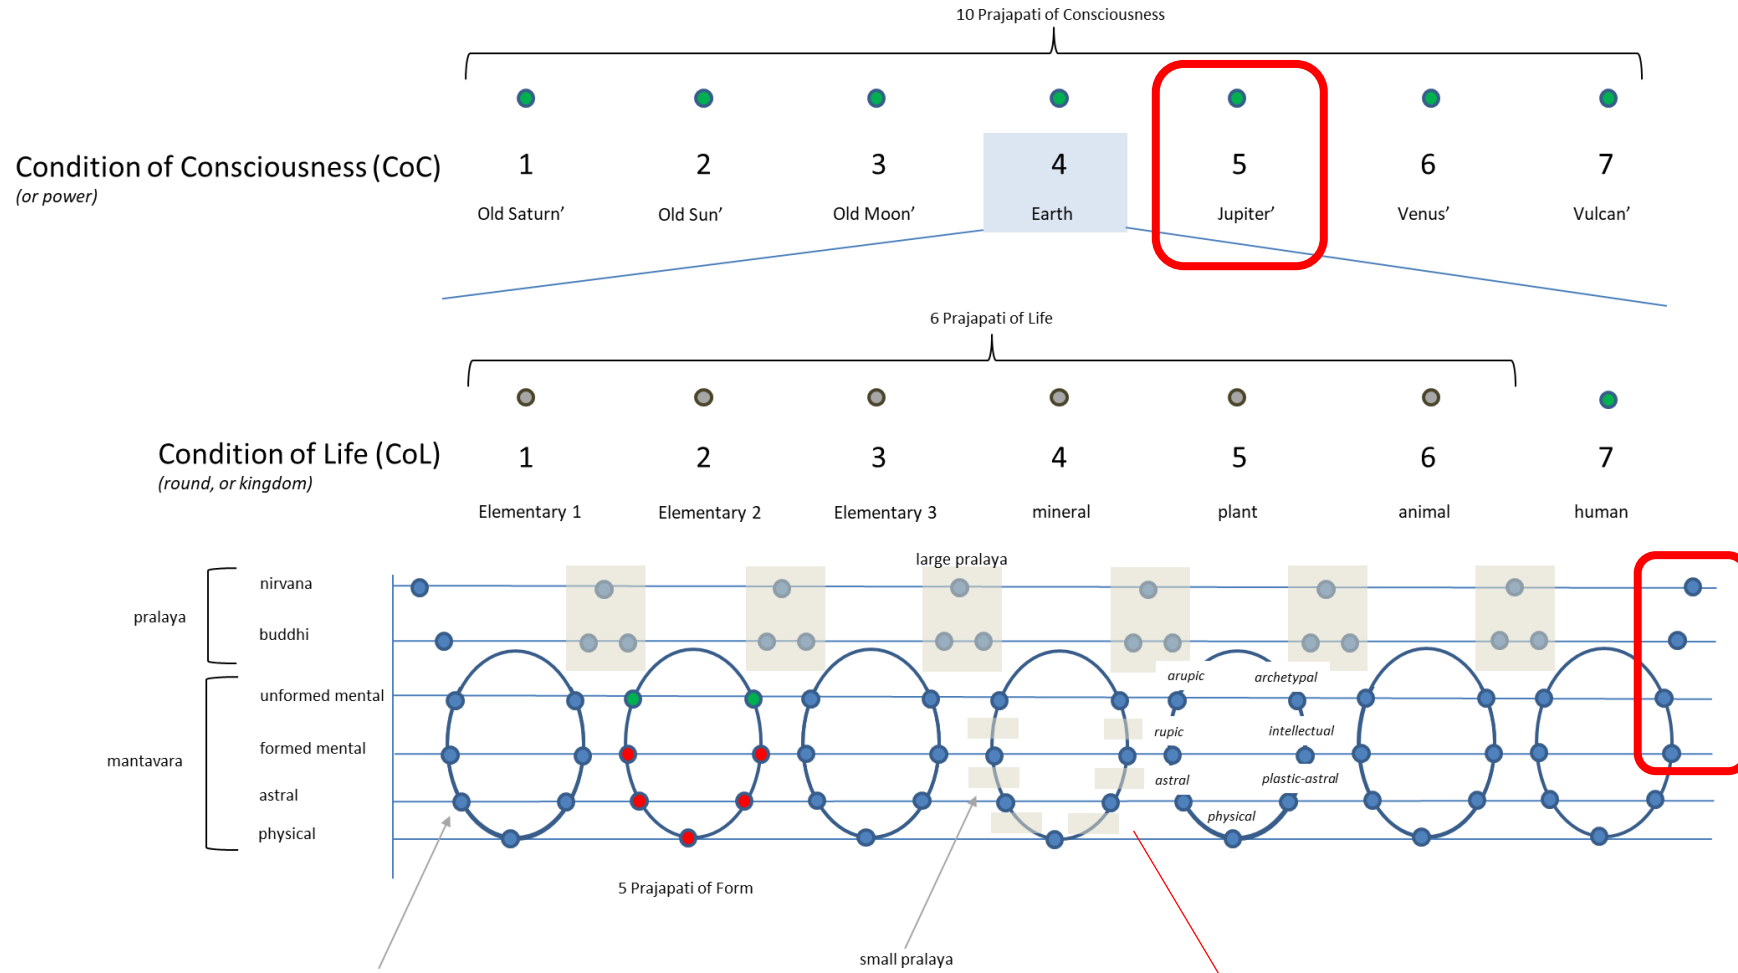 10 Prajapati of Consciousness
Condition of Consciousness (CoC)
(or power)
1 2 3 4 5 6 7
Old Saturn’ Old Sun’ Old Moon’ Earth Jupiter’ Venus’ Vulcan’
6 Prajapati of Life
Condition of Life (CoL)
(round, or kingdom)
1 2 3 4 5 6 7
Elementary 1 Elementary 2 Elementary 3 mineral plant animal human
large pralaya
pralaya
nirvana
buddhi
mantavara
unformed mental
formed mental
astral
physical
arupic archetypal
rupic intellectual
astral plastic-astral
physical
5 Prajapati of Form
small pralaya